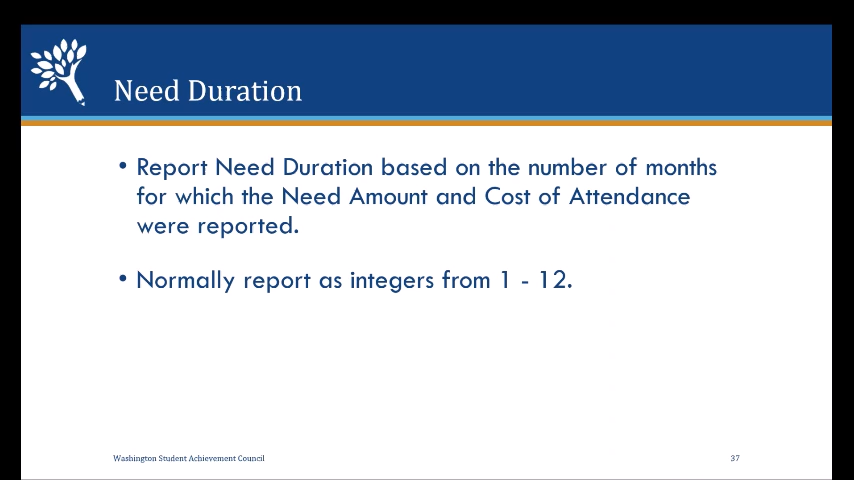 Need Duration
• Report Need Duration based on the number of months
for which the Need Amount and Cost of Attendance
were reported.
• Normally report as integers from 1 - 12.
Washington Student Achievement Council
37